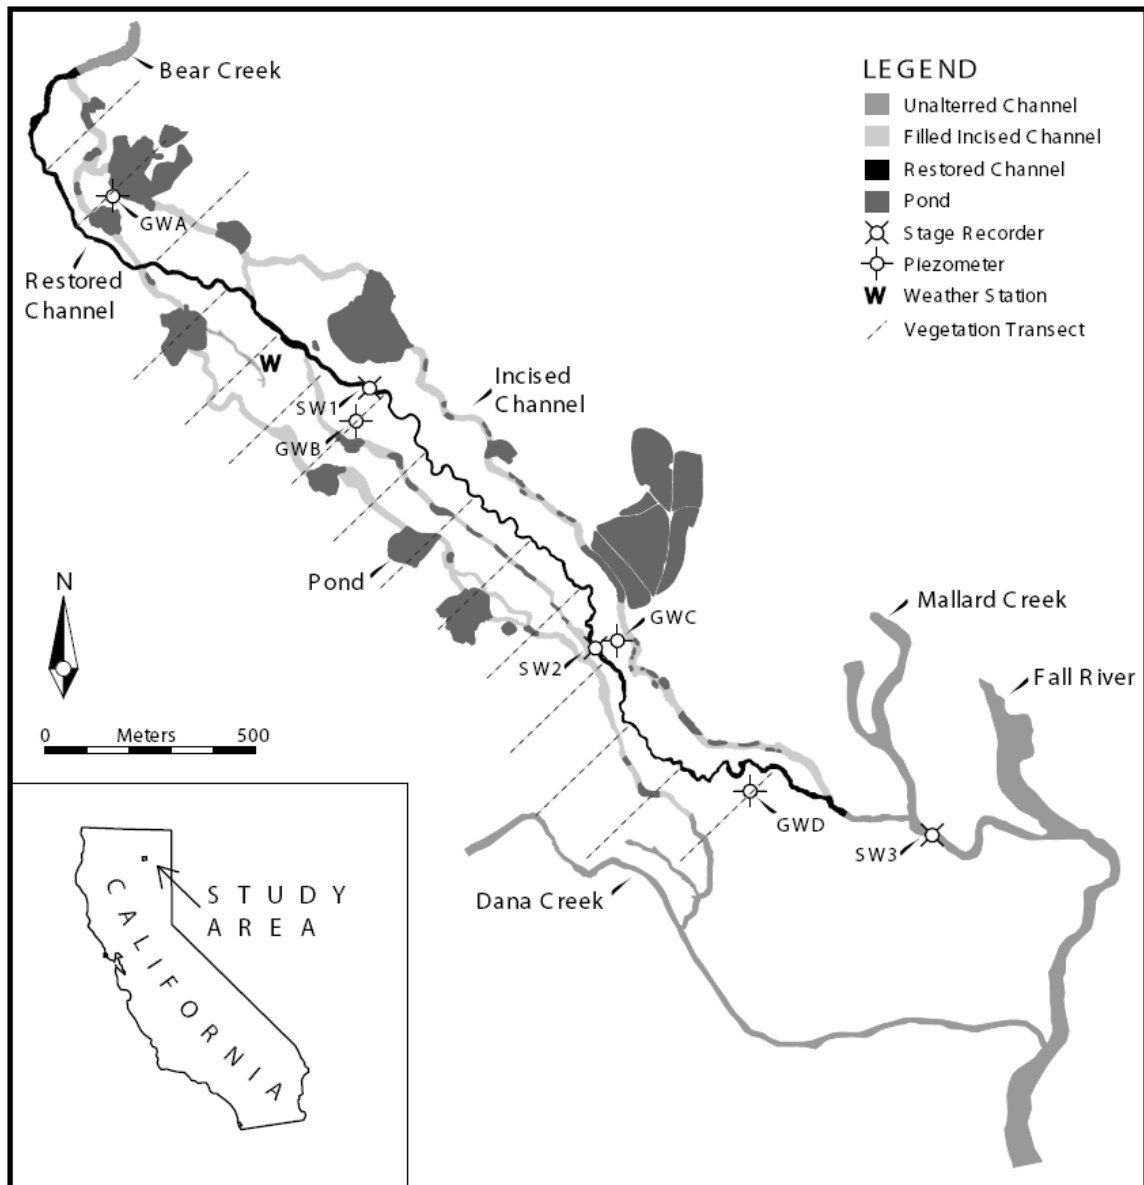 Bear Creek
LEGEND
Unalterred Channel
Filled Incised Channel
Restored Channel
Pond
Stage Recorder
Piezometer
W Weather Station
Vegetation Transect
GWA
Restored
Channel
W
SW1
Incised
Channel
GWB
Pond
N
GWC
SW2
Mallard Creek
Fall River
0 Meters 500
GWD
SW3
Dana Creek
STUDY
AREA
CALIFORNIA